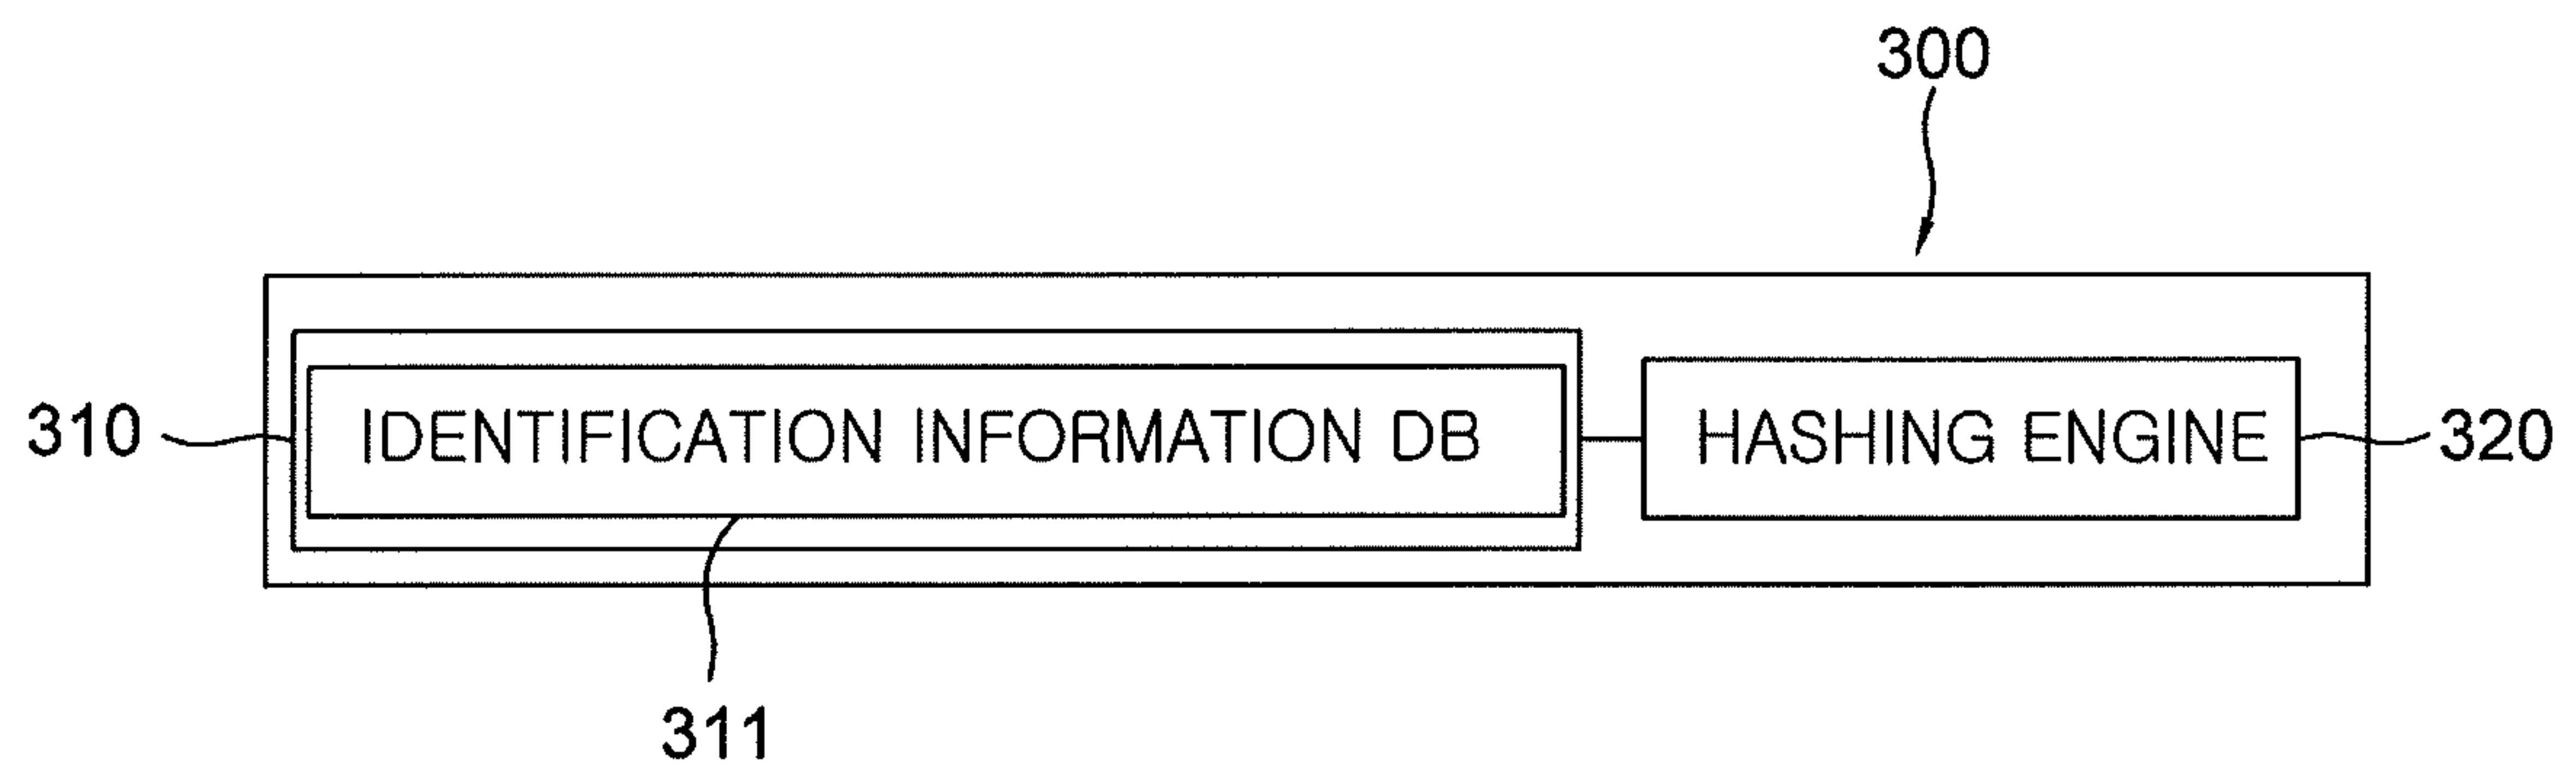 300
310 IDENTIFICATION INFORMATION DB HASHING ENGINE 320
311